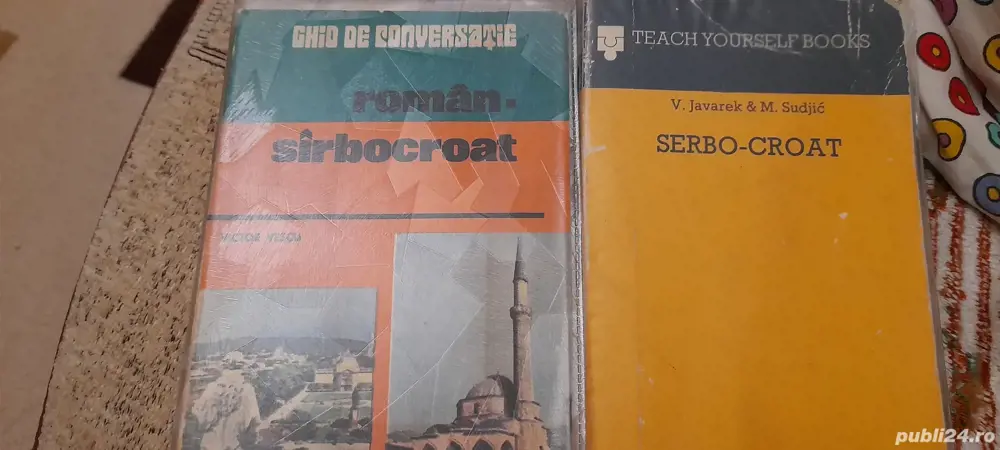 GHID DE CONVERSAȚIE
român-
sîrbocroat
VICTOR VESCU
TEACH YOURSELF BOOKS
V. Javarek & M. Sudjić
SERBO-CROAT
publi24.ro